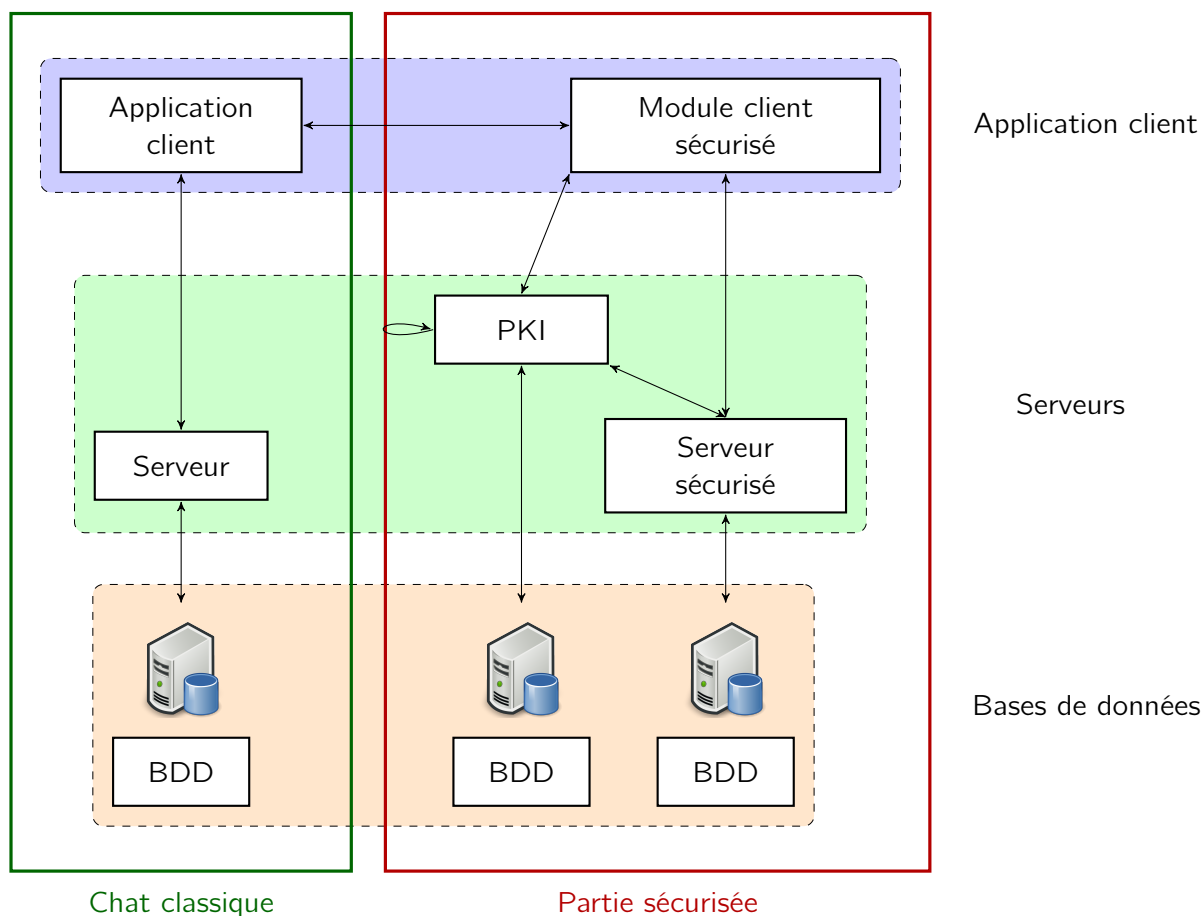 Application
client
Module client
sécurisé
Application client
PKI
Serveurs
Serveur
Serveur
sécurisé
Bases de données
BDD
BDD
BDD
Chat classique
Partie sécurisée